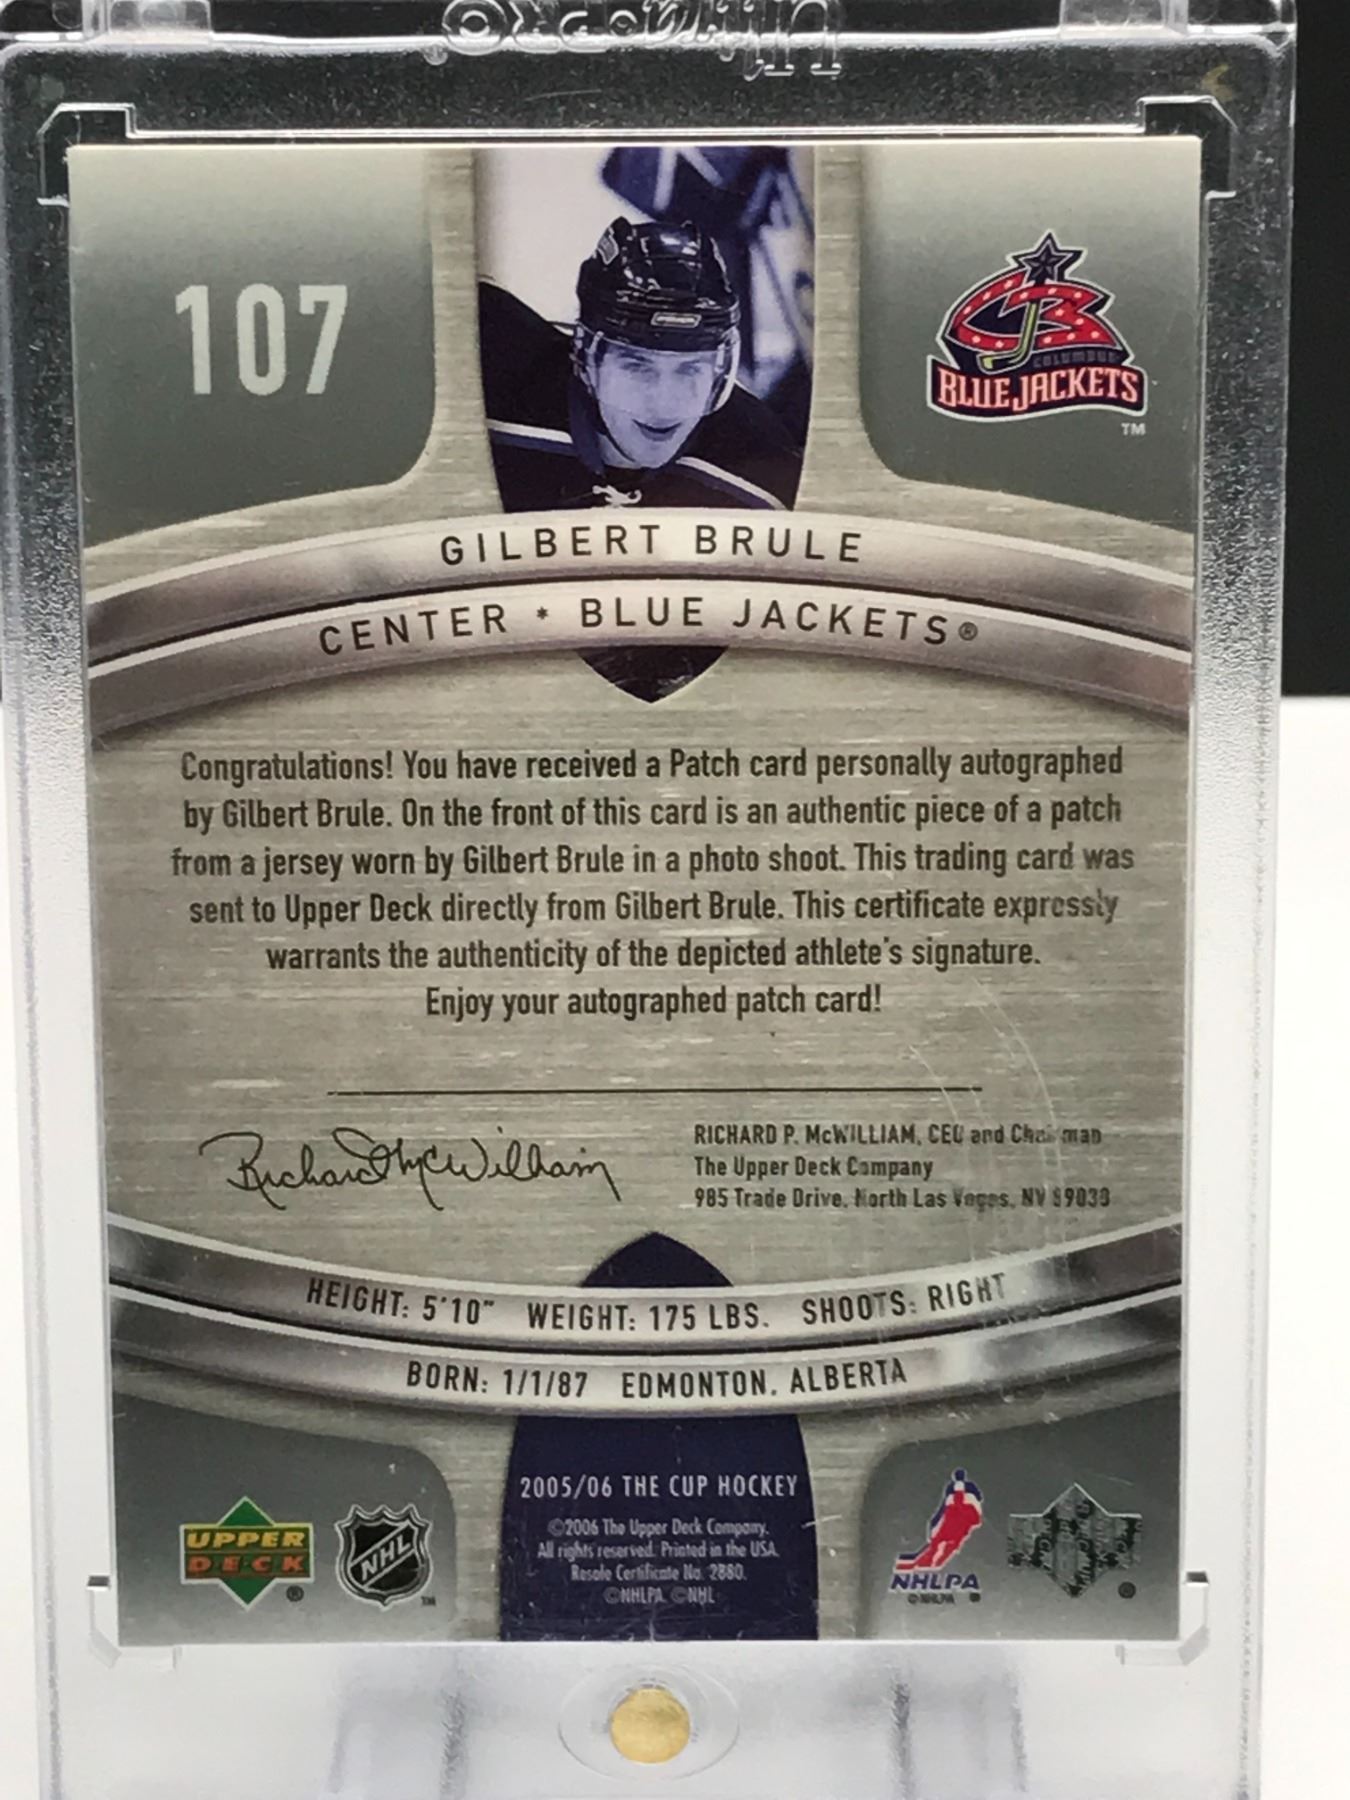 107
COLUMBUS
BLUE JACKETS
TM
GILBERT BRULE
CENTER * BLUE JACKETS®
Congratulations! You have received a Patch card personally autographed
by Gilbert Brule. On the front of this card is an authentic piece of a patch
from a jersey worn by Gilbert Brule in a photo shoot. This trading card was
sent to Upper Deck directly from Gilbert Brule. This certificate expressly
warrants the authenticity of the depicted athlete's signature.
Enjoy your autographed patch card!
Richard McWilliam
RICHARD P. McWILLIAM, CEO and Chairman
The Upper Deck Company
985 Trade Drive, North Las Vegas, NV 89030
HEIGHT: 5'10" WEIGHT: 175 LBS. SHOOTS: RIGHT
BORN: 1/1/87 EDMONTON, ALBERTA
2005/06 THE CUP HOCKEY
©2006 The Upper Deck Company.
All rights reserved. Printed in the USA.
Resale Certificate No. 2880.
©NHLPA ©NHL
UPPER
DECK
®
NHL
TM
NHLPA
©NHLPA ®
®